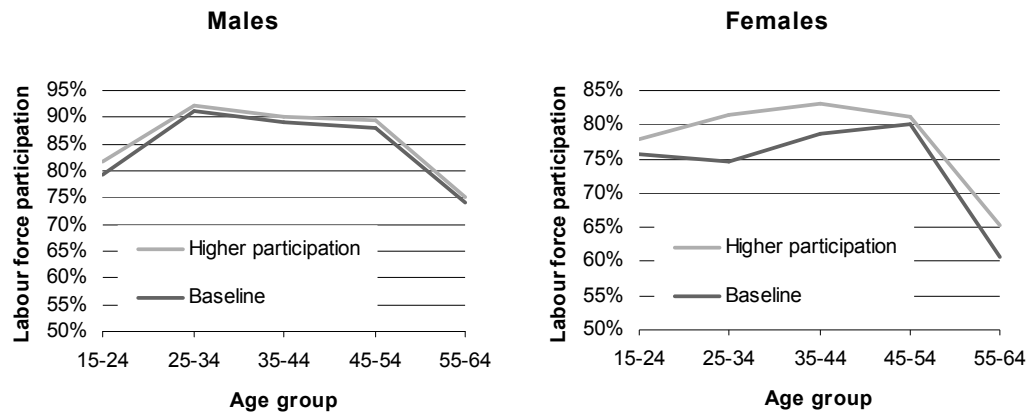 Males
Labour force participation
95%
90%
85%
80%
75%
70%
65%
60%
55%
50%
Higher participation
Baseline
15-24 25-34 35-44 45-54 55-64
Age group
Females
Labour force participation
85%
80%
75%
70%
65%
60%
55%
50%
Higher participation
Baseline
15-24 25-34 35-44 45-54 55-64
Age group